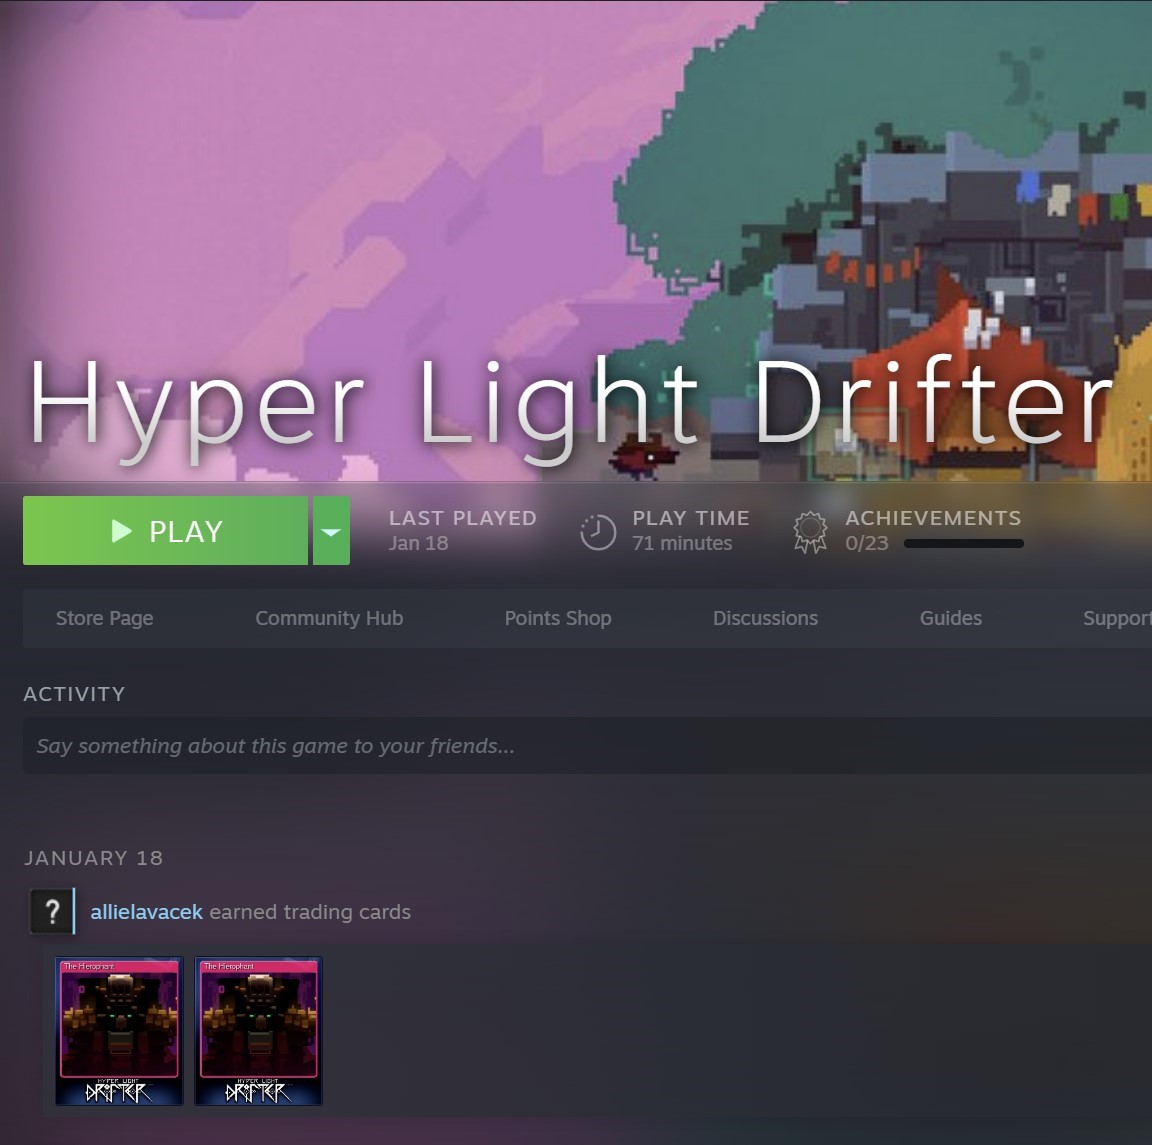 Hyper Light Drifter
PLAY
LAST PLAYED
Jan 18
PLAY TIME
71 minutes
ACHIEVEMENTS
0/23
Store Page Community Hub Points Shop Discussions Guides Support
ACTIVITY
Say something about this game to your friends...
JANUARY 18
? allielavacek earned trading cards
The Hierophant The Hierophant
HYPER LIGHT HYPER LIGHT
DRIFTER DRIFTER